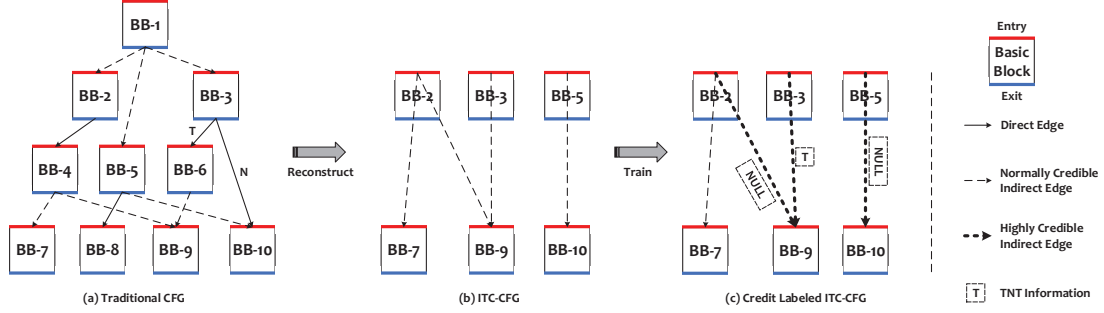 BB-1
BB-2
BB-3
T
N
BB-4
BB-5
BB-6
BB-7
BB-8
BB-9
BB-10
(a) Traditional CFG
Reconstruct
BB-2
BB-3
BB-5
BB-7
BB-9
BB-10
(b) ITC-CFG
Train
BB-2
BB-3
BB-5
NULL
T
NULL
BB-7
BB-9
BB-10
(c) Credit Labeled ITC-CFG
Entry
Basic
Block
Exit
Direct Edge
Normally Credible
Indirect Edge
Highly Credible
Indirect Edge
T
TNT Information